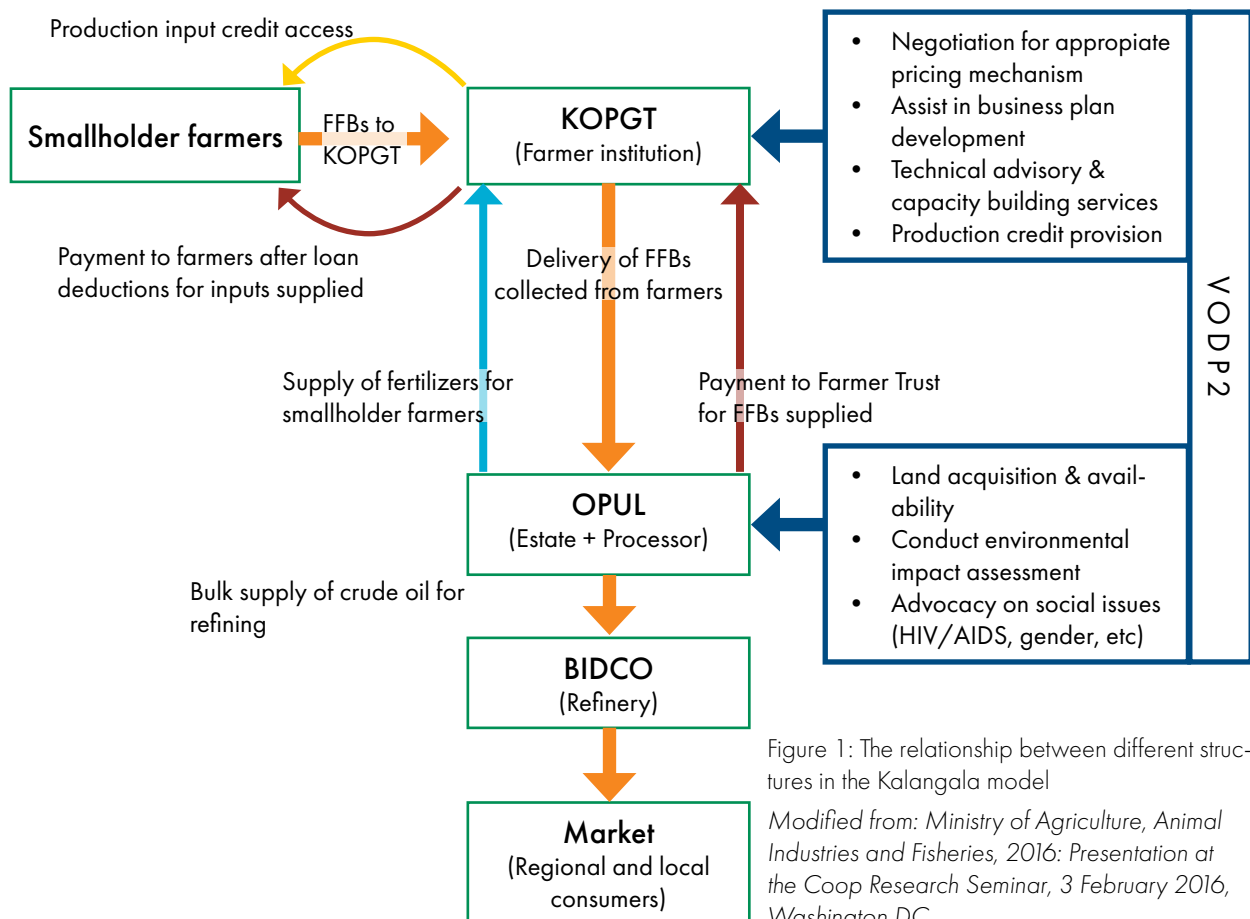 Production input credit access
Smallholder farmers
FFBs to
KOPGT
KOPGT
(Farmer institution)
• Negotiation for appropiate
pricing mechanism
• Assist in business plan
development
• Technical advisory &
capacity building services
• Production credit provision
Payment to farmers after loan
deductions for inputs supplied
Delivery of FFBs
collected from farmers
VODP2
Supply of fertilizers for
smallholder farmers
Payment to Farmer Trust
for FFBs supplied
OPUL
(Estate + Processor)
• Land acquisition & avail-
ability
• Conduct environmental
impact assessment
• Advocacy on social issues
(HIV/AIDS, gender, etc)
Bulk supply of crude oil for
refining
BIDCO
(Refinery)
Market
(Regional and local
consumers)
Figure 1: The relationship between different struc-
tures in the Kalangala model
Modified from: Ministry of Agriculture, Animal
Industries and Fisheries, 2016: Presentation at
the Coop Research Seminar, 3 February 2016,
Washington DC